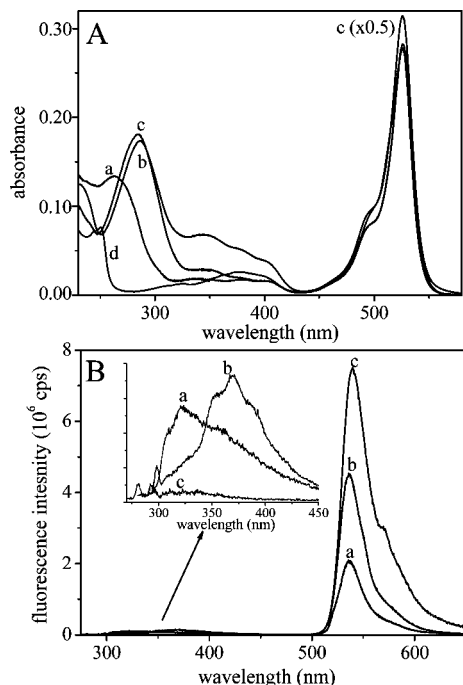 A
c (x0.5)
0.30
0.20
0.10
0.00
absorbance
c
a
b
d
300
400
500
wavelength (nm)
B
8
6
4
2
0
fluorescence intesnity (10⁶ cps)
b
a
c
300
350
400
450
wavelength (nm)
c
b
a
300
400
500
600
wavelength (nm)